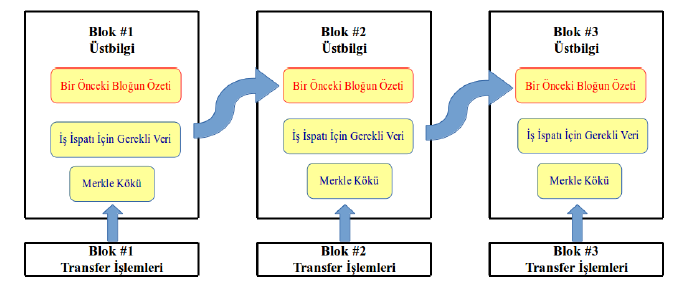 Blok #1
Üstbilgi
Bir Önceki Bloğun Özeti
İş İspatı İçin Gerekli Veri
Merkle Kökü
Blok #1
Transfer İşlemleri
Blok #2
Üstbilgi
Bir Önceki Bloğun Özeti
İş İspatı İçin Gerekli Veri
Merkle Kökü
Blok #2
Transfer İşlemleri
Blok #3
Üstbilgi
Bir Önceki Bloğun Özeti
İş İspatı İçin Gerekli Veri
Merkle Kökü
Blok #3
Transfer İşlemleri